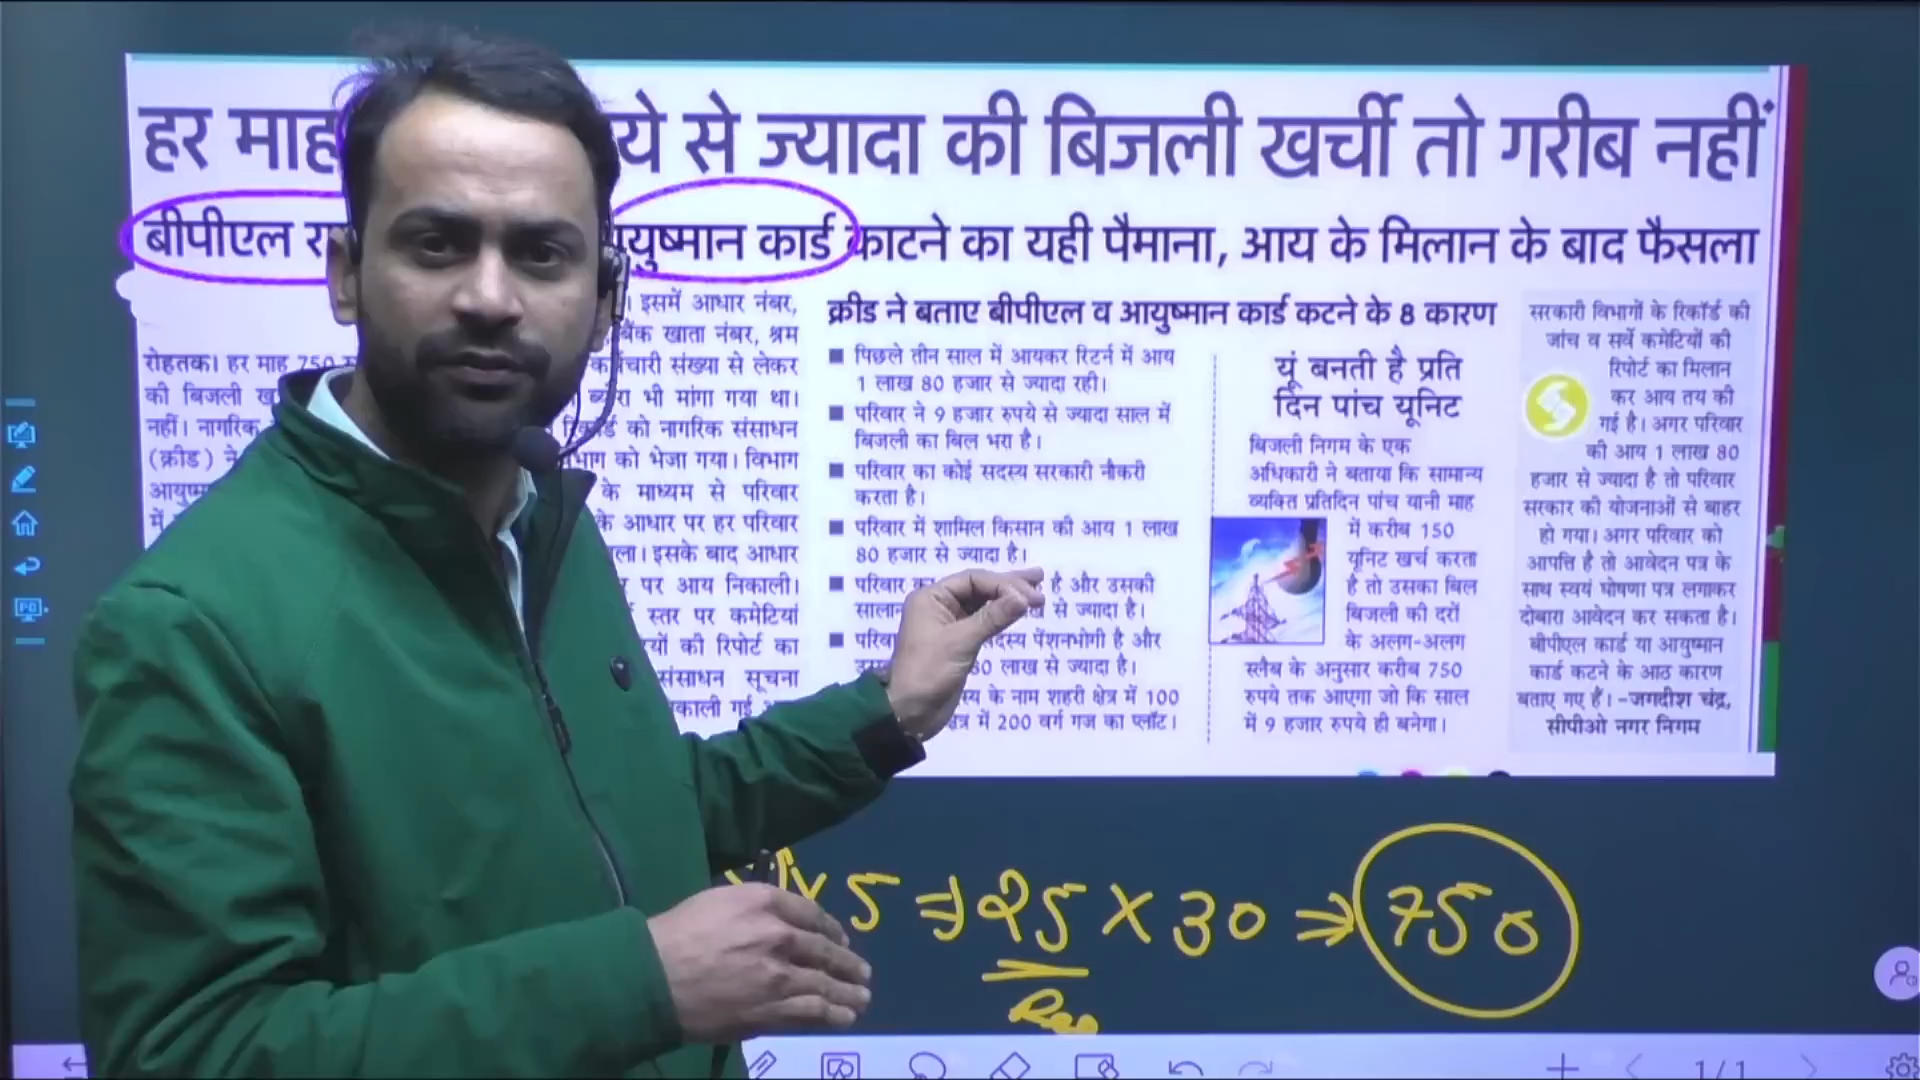 हर माह ये से ज्यादा की बिजली खर्ची तो गरीब नहीं
बीपीएल युष्मान कार्ड काटने का यही पैमाना, आय के मिलान के बाद फैसला
रोहतक। हर माह 750
की बिजली
नहीं। नागरिक
(क्रीड) ने
में
। इसमें आधार नंबर,
बैंक खाता नंबर, श्रम
र्मचारी संख्या से लेकर
ब्यौरा भी मांगा गया था।
को नागरिक संसाधन
भाग को भेजा गया। विभाग
के माध्यम से परिवार
के आधार पर हर परिवार
ला। इसके बाद आधार
पर आय निकाली।
स्तर पर कमेटियां
यों की रिपोर्ट का
संसाधन सूचना
काली गई
क्रीड ने बताए बीपीएल व आयुष्मान कार्ड कटने के 8 कारण
■ पिछले तीन साल में आयकर रिटर्न में आय
1 लाख 80 हजार से ज्यादा रही।
■ परिवार ने 9 हजार रुपये से ज्यादा साल में
बिजली का बिल भरा है।
■ परिवार का कोई सदस्य सरकारी नौकरी
करता है।
■ परिवार में शामिल किसान की आय 1 लाख
80 हजार से ज्यादा है।
■ परिवार है और उसकी
से ज्यादा है।
■ दस्य पेंशनभोगी है और
80 लाख से ज्यादा है।
स्य के नाम शहरी क्षेत्र में 100
क्षेत्र में 200 वर्ग गज का प्लॉट।
यूं बनती है प्रति
दिन पांच यूनिट
बिजली निगम के एक
अधिकारी ने बताया कि सामान्य
व्यक्ति प्रतिदिन पांच यानी माह
में करीब 150
यूनिट खर्च करता
है तो उसका बिल
बिजली की दरों
के अलग-अलग
स्लैब के अनुसार करीब 750
रुपये तक आएगा जो कि साल
में 9 हजार रुपये ही बनेगा।
सरकारी विभागों के रिकॉर्ड की
जांच व सर्वे कमेटियों की
रिपोर्ट का मिलान
कर आय तय की
गई है। अगर परिवार
की आय 1 लाख 80
हजार से ज्यादा है तो परिवार
सरकार की योजनाओं से बाहर
हो गया। अगर परिवार को
आपत्ति है तो आवेदन पत्र के
साथ स्वयं घोषणा पत्र लगाकर
दोबारा आवेदन कर सकता है।
बीपीएल कार्ड या आयुष्मान
कार्ड कटने के आठ कारण
बताए गए हैं। -जगदीश चंद्र,
सीपीओ नगर निगम
x 5 ⇒ 25 x 30 ⇒ 750
1/1